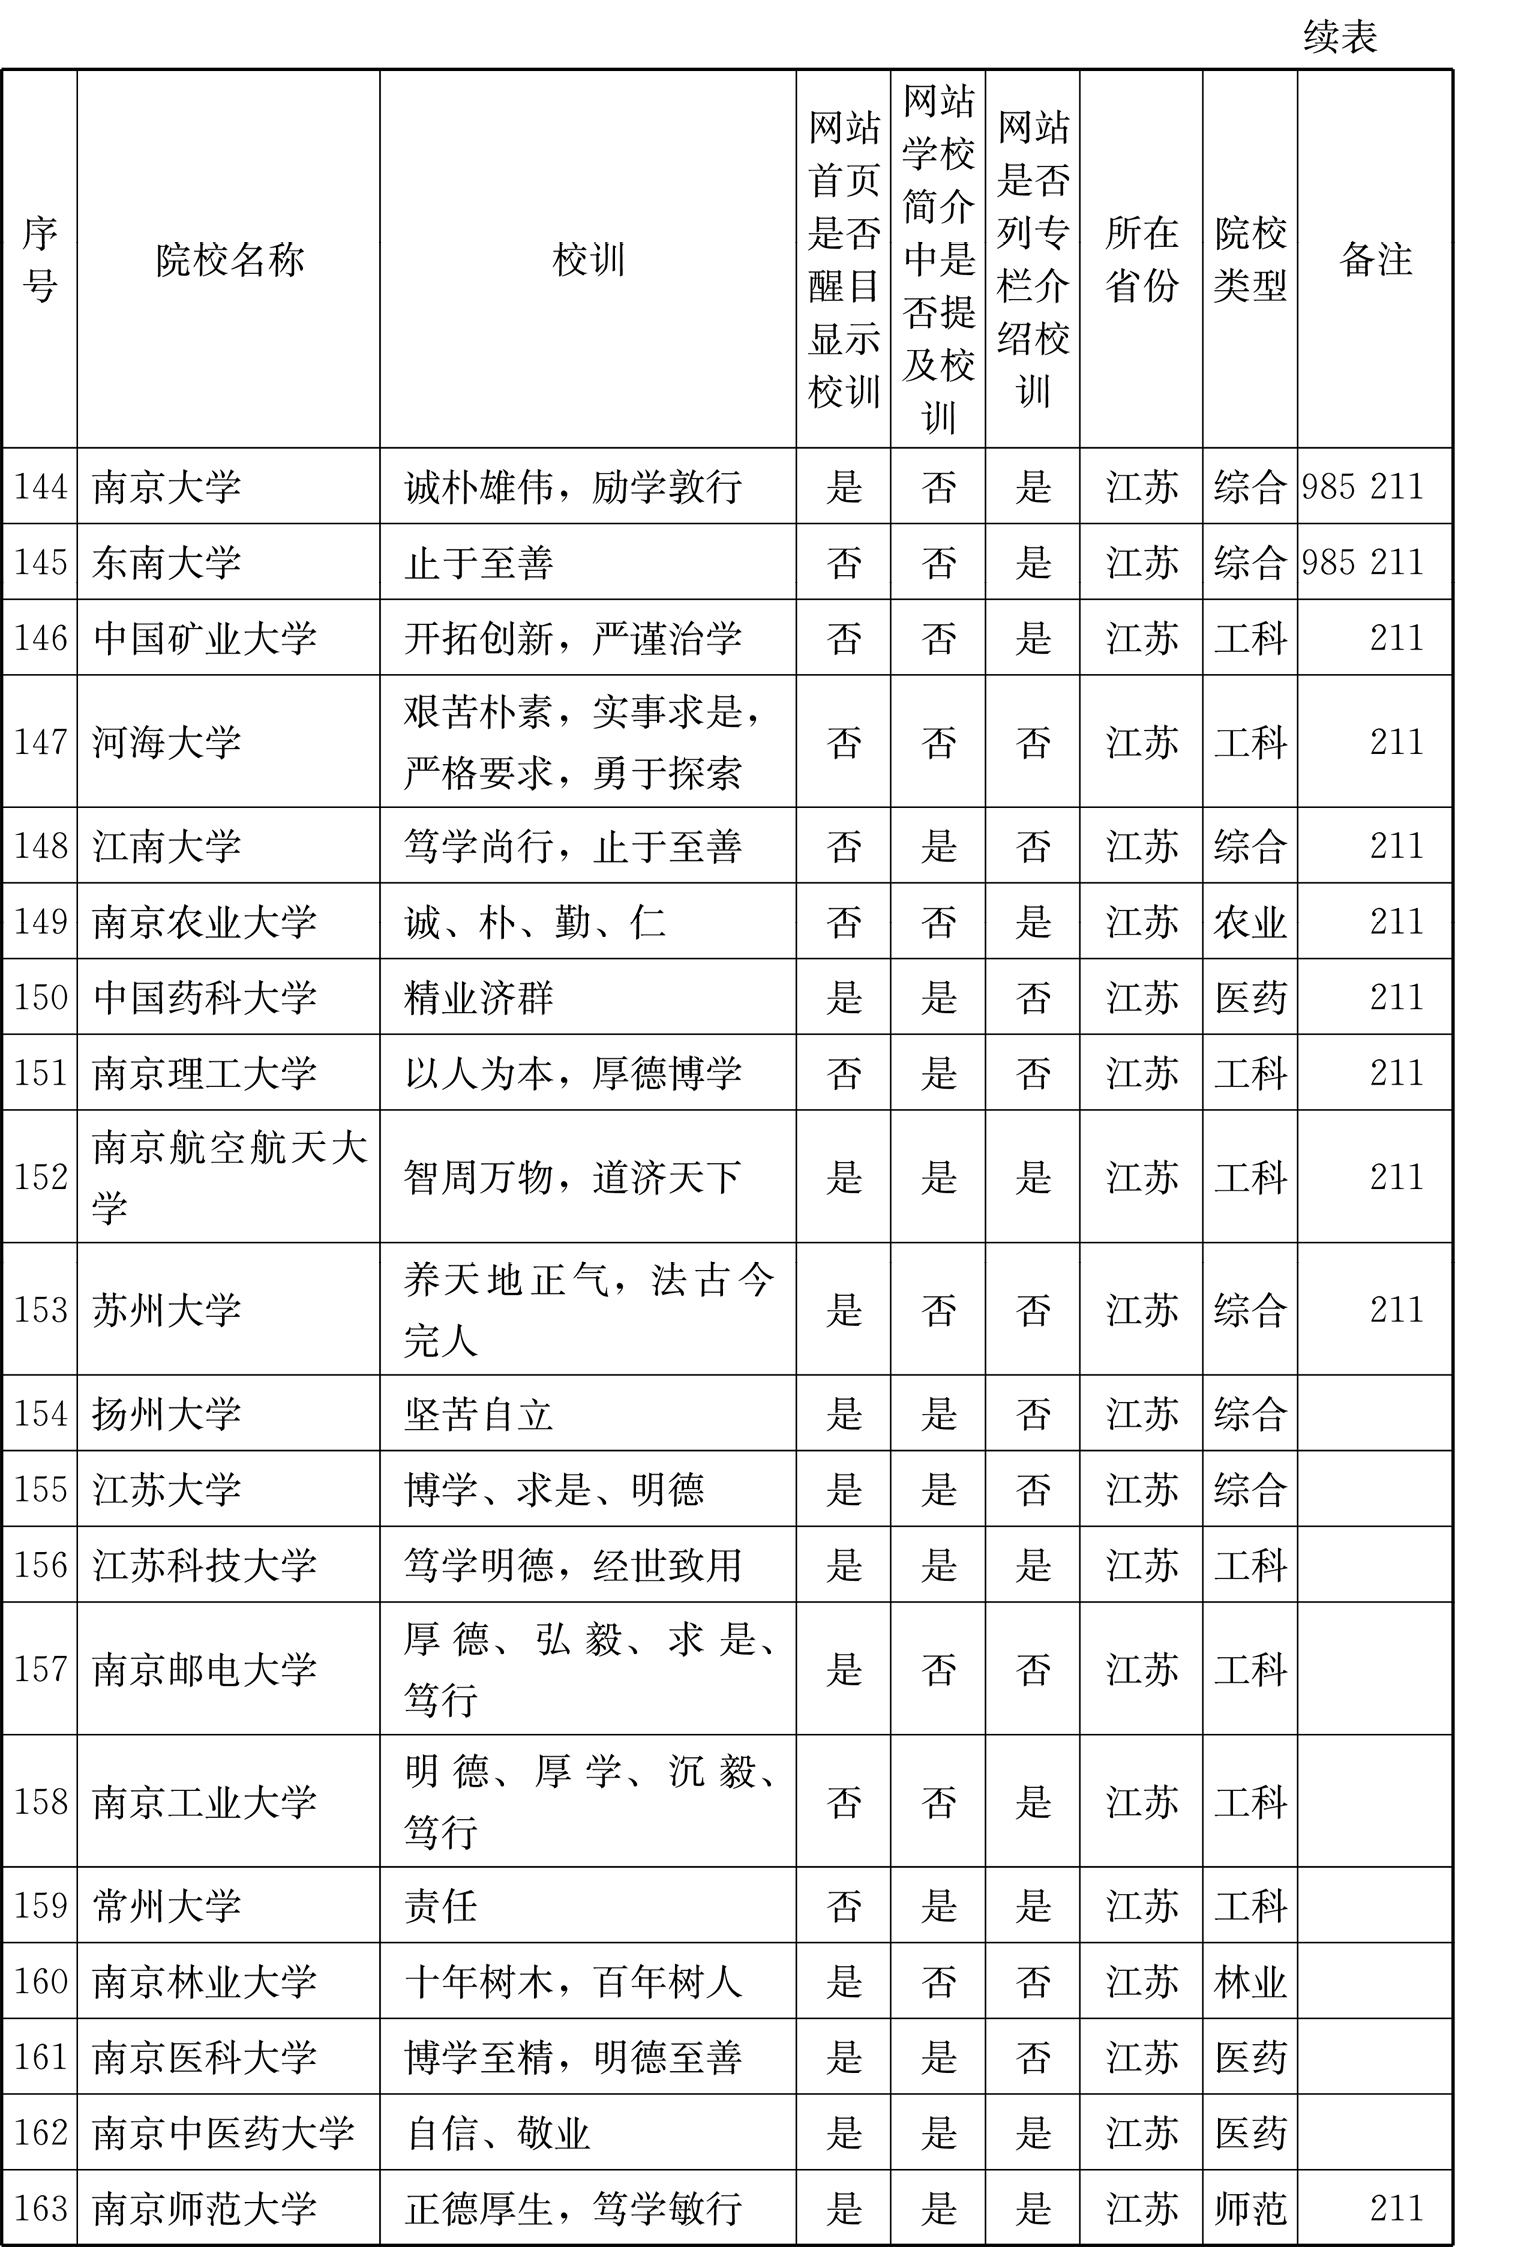 续表
序号 院校名称 校训 网站首页是否醒目显示校训 网站学校简介中是否提及校训 网站是否列专栏介绍校训 所在省份 院校类型 备注
144 南京大学 诚朴雄伟，励学敦行 是 否 是 江苏 综合 985 211
145 东南大学 止于至善 否 否 是 江苏 综合 985 211
146 中国矿业大学 开拓创新，严谨治学 否 否 是 江苏 工科 211
147 河海大学 艰苦朴素，实事求是，严格要求，勇于探索 否 否 否 江苏 工科 211
148 江南大学 笃学尚行，止于至善 否 是 否 江苏 综合 211
149 南京农业大学 诚、朴、勤、仁 否 否 是 江苏 农业 211
150 中国药科大学 精业济群 是 是 否 江苏 医药 211
151 南京理工大学 以人为本，厚德博学 否 是 否 江苏 工科 211
152 南京航空航天大学 智周万物，道济天下 是 是 是 江苏 工科 211
153 苏州大学 养天地正气，法古今完人 是 否 否 江苏 综合 211
154 扬州大学 坚苦自立 是 是 否 江苏 综合
155 江苏大学 博学、求是、明德 是 是 否 江苏 综合
156 江苏科技大学 笃学明德，经世致用 是 是 是 江苏 工科
157 南京邮电大学 厚德、弘毅、求是、笃行 是 否 否 江苏 工科
158 南京工业大学 明德、厚学、沉毅、笃行 否 否 是 江苏 工科
159 常州大学 责任 否 是 是 江苏 工科
160 南京林业大学 十年树木，百年树人 是 否 否 江苏 林业
161 南京医科大学 博学至精，明德至善 是 是 否 江苏 医药
162 南京中医药大学 自信、敬业 是 是 是 江苏 医药
163 南京师范大学 正德厚生，笃学敏行 是 是 是 江苏 师范 211